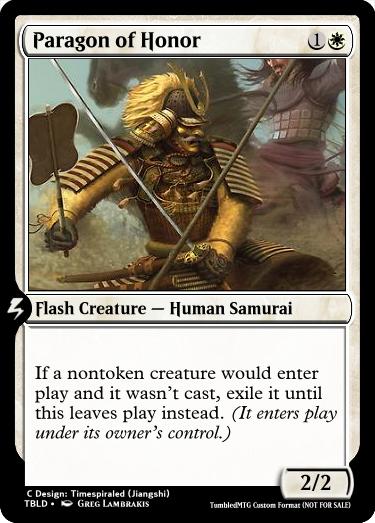 Paragon of Honor 1
Flash Creature — Human Samurai
If a nontoken creature would enter
play and it wasn't cast, exile it until
this leaves play instead. (It enters play
under its owner's control.)
2/2
C Design: Timespiraled (Jiangshi)
TBLD • Greg Lambrakis
TumbledMTG Custom Format (NOT FOR SALE)